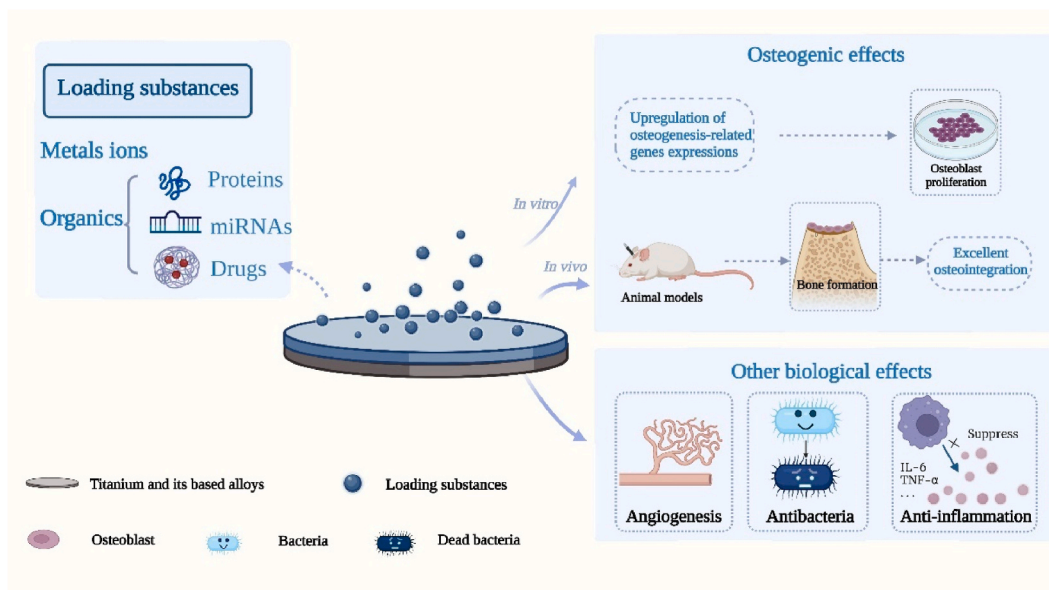 Loading substances
Metals ions
Organics
Proteins
miRNAs
Drugs
In vitro
In vivo
Osteogenic effects
Upregulation of
osteogenesis-related
genes expressions
Osteoblast
proliferation
Animal models
Bone formation
Excellent
osteointegration
Other biological effects
Angiogenesis
Antibacteria
Suppress
IL-6
TNF-α
...
Anti-inflammation
Titanium and its based alloys
Loading substances
Osteoblast
Bacteria
Dead bacteria